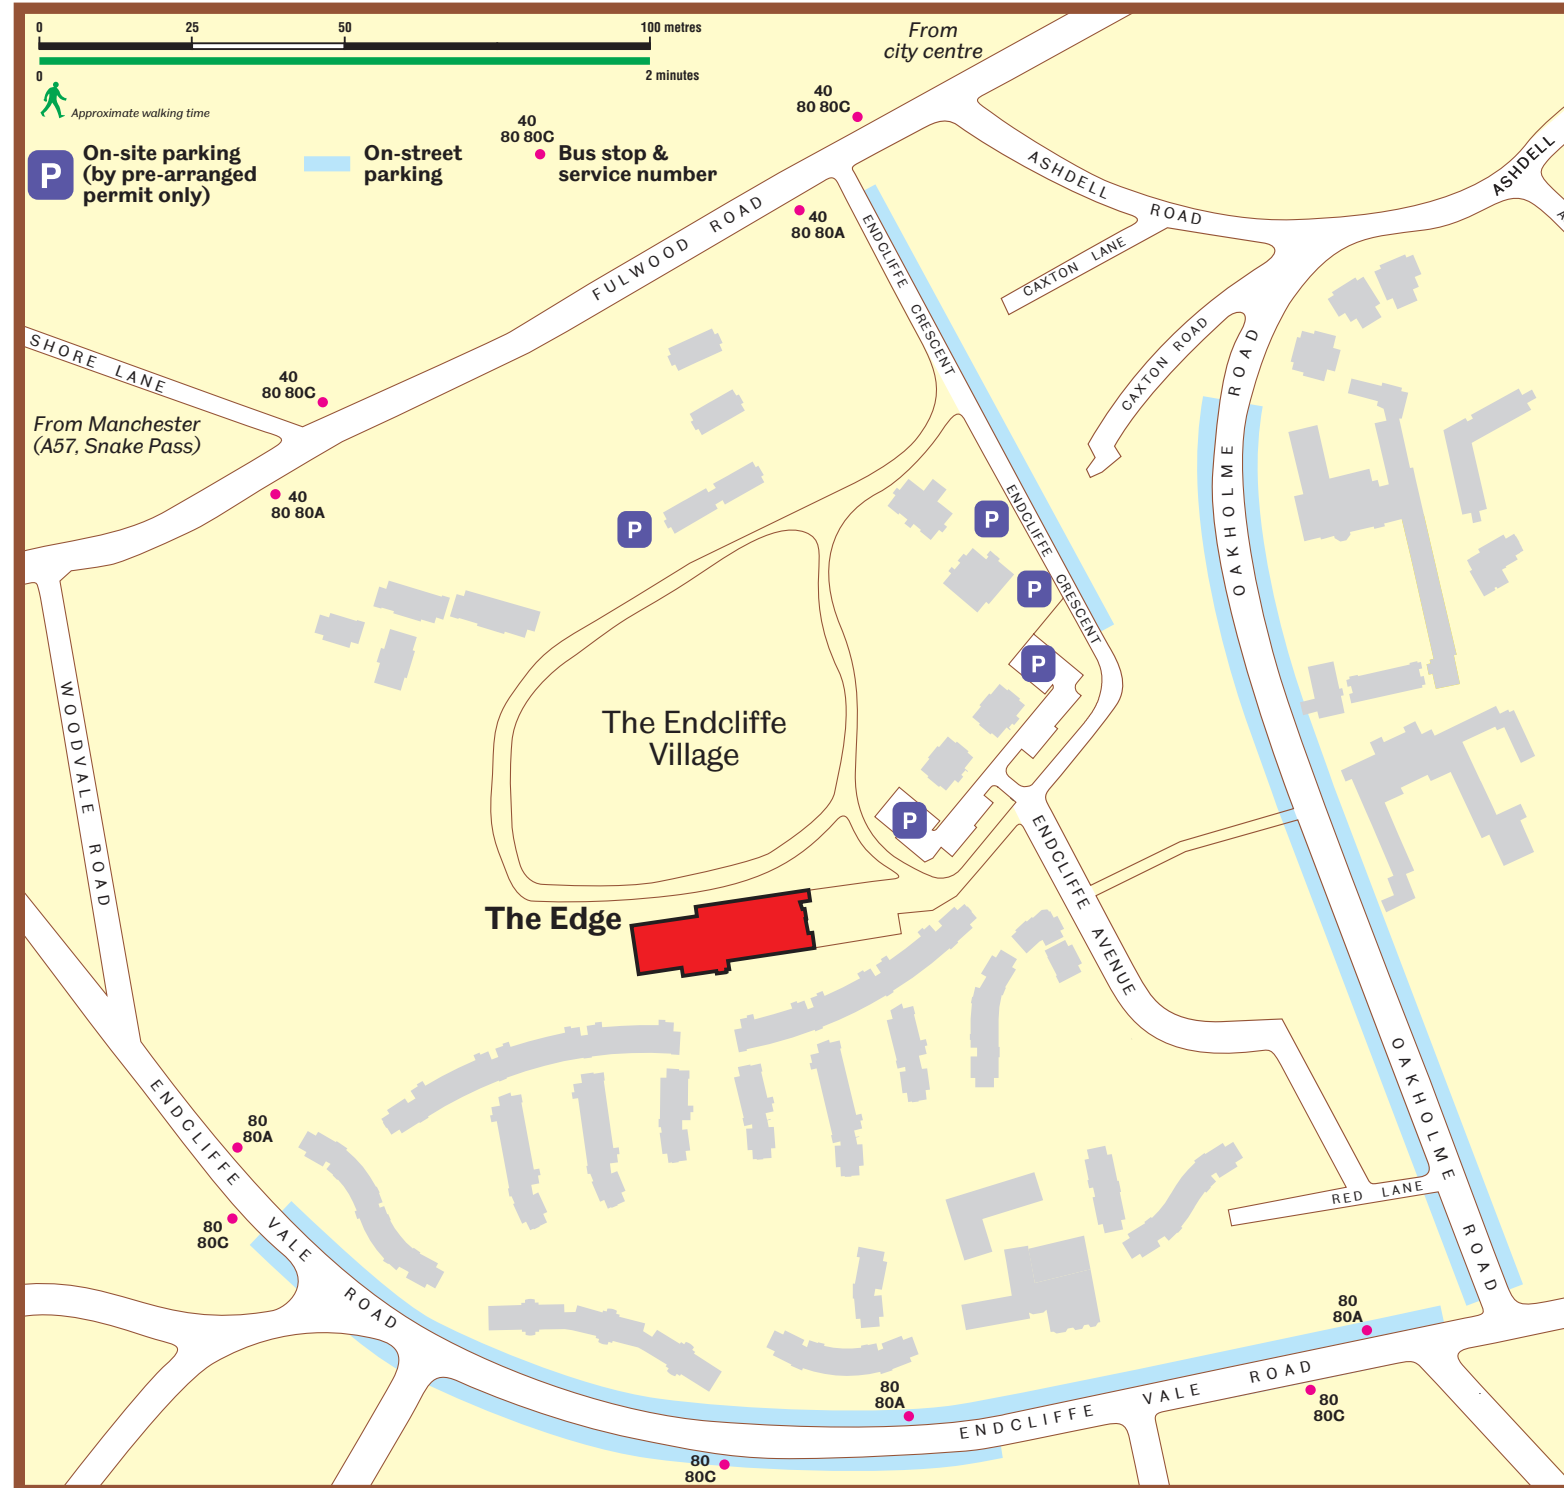 0 25 50 100 metres
0 2 minutes
Approximate walking time
P
On-site parking
(by pre-arranged
permit only)
On-street
parking
40
80 80C
Bus stop &
service number
From
city centre
40
80 80C
40
80 80A
FULWOOD ROAD
ENDCLIFFE CRESCENT
ASHDELL ROAD
ASHDELL
CAXTON LANE
CAXTON ROAD
SHORE LANE
From Manchester
(A57, Snake Pass)
40
80 80C
40
80 80A
P
P
P
P
P
ENDCLIFFE CRESCENT
OAKHOLME ROAD
The Endcliffe
Village
WOODVALE ROAD
The Edge
ENDCLIFFE AVENUE
OAKHOLME ROAD
RED LANE
80
80A
80
80C
ENDCLIFFE VALE ROAD
80
80A
80
80C
80
80A
80
80C
ENDCLIFFE VALE ROAD